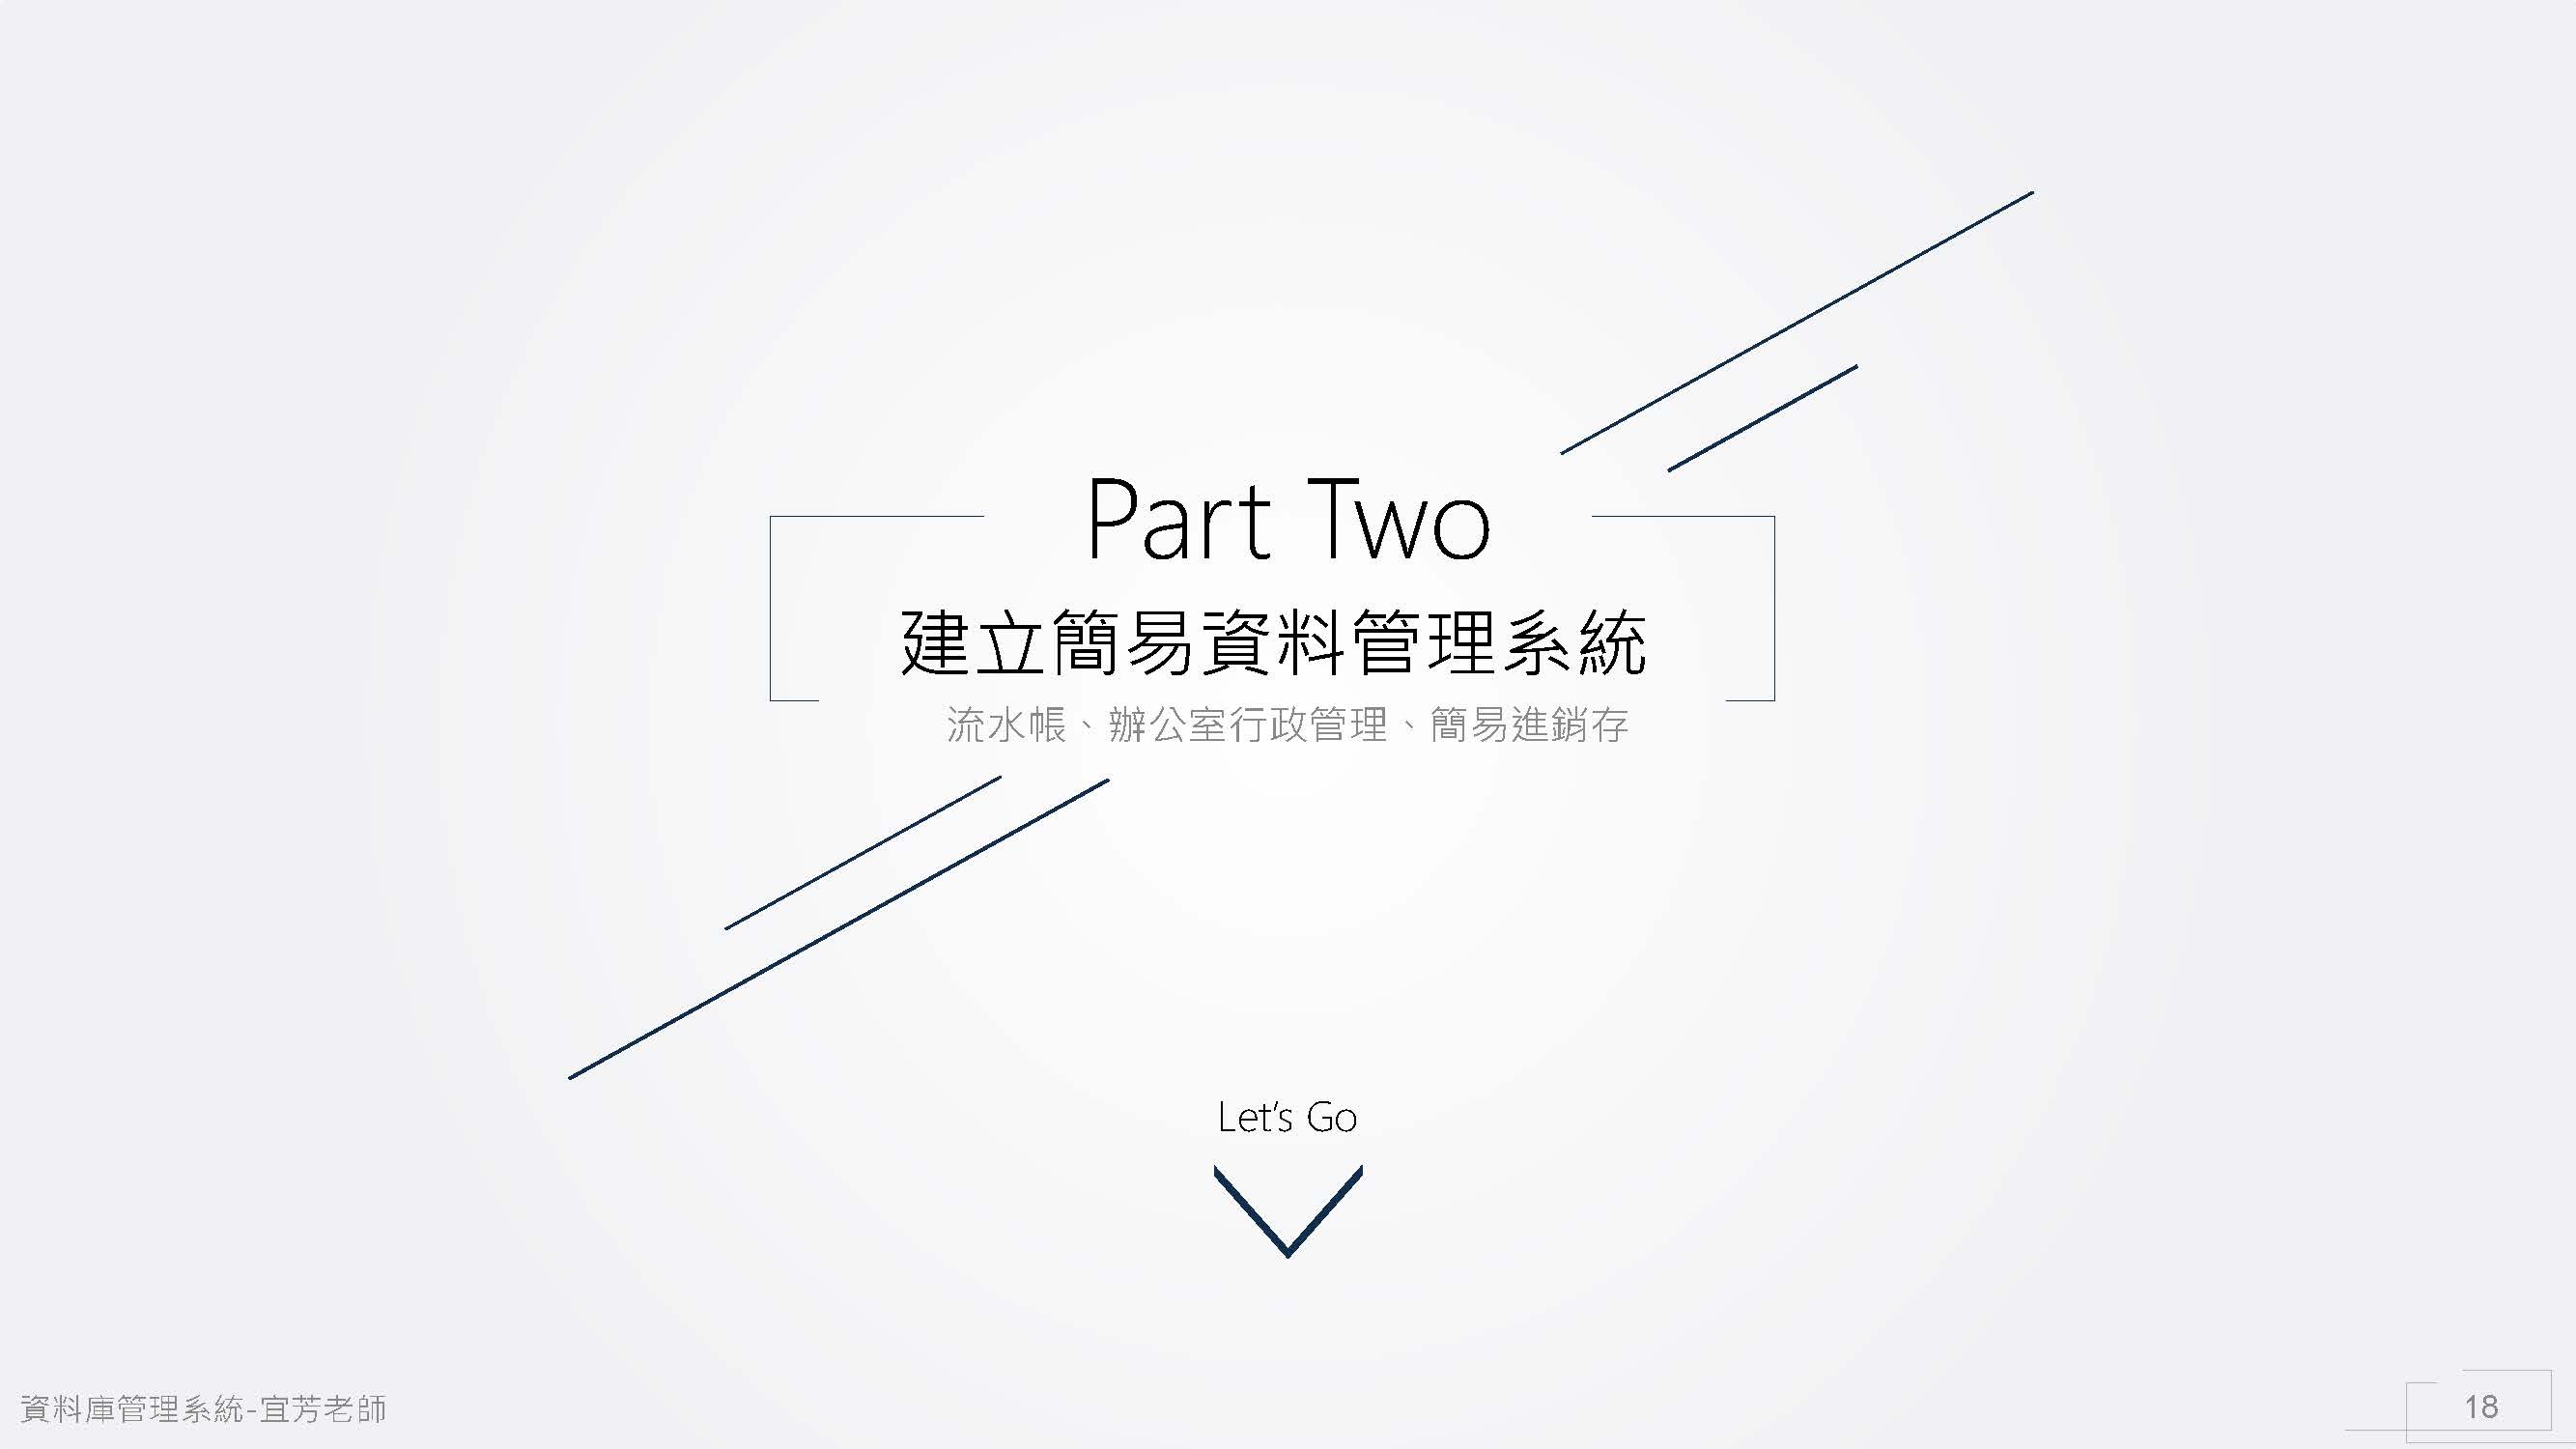 Part Two
建立簡易資料管理系統
流水帳、辦公室行政管理、簡易進銷存
Let's Go
資料庫管理系統-宜芳老師
18